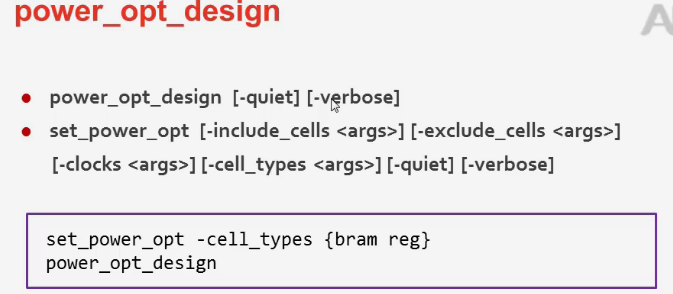 power_opt_design
power_opt_design [-quiet] [-verbose]
set_power_opt [-include_cells <args>] [-exclude_cells <args>]
[-clocks <args>] [-cell_types <args>] [-quiet] [-verbose]
set_power_opt -cell_types {bram reg}
power_opt_design